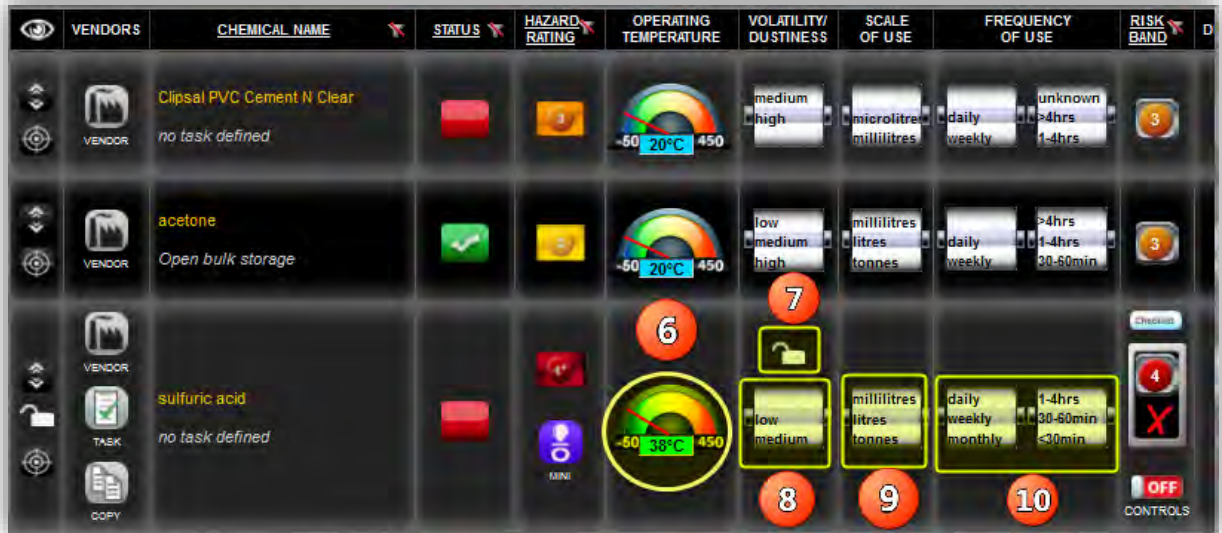 VENDORS
CHEMICAL NAME
STATUS
HAZARD
RATING
OPERATING
TEMPERATURE
VOLATILITY/
DUSTINESS
SCALE
OF USE
FREQUENCY
OF USE
RISK
BAND
D
VENDOR
Clipsal PVC Cement N Clear
no task defined
3
-50 20°C 450
medium
high
microlitres
millilitres
daily
weekly
unknown
>4hrs
1-4hrs
3
VENDOR
acetone
Open bulk storage
-50 20°C 450
low
medium
high
millilitres
litres
tonnes
daily
weekly
>4hrs
1-4hrs
30-60min
3
6
7
VENDOR
TASK
COPY
sulfuric acid
no task defined
MINI
-50 38°C 450
low
medium
millilitres
litres
tonnes
daily
weekly
monthly
1-4hrs
30-60min
<30min
Checklist
4
X
OFF
CONTROLS
8
9
10